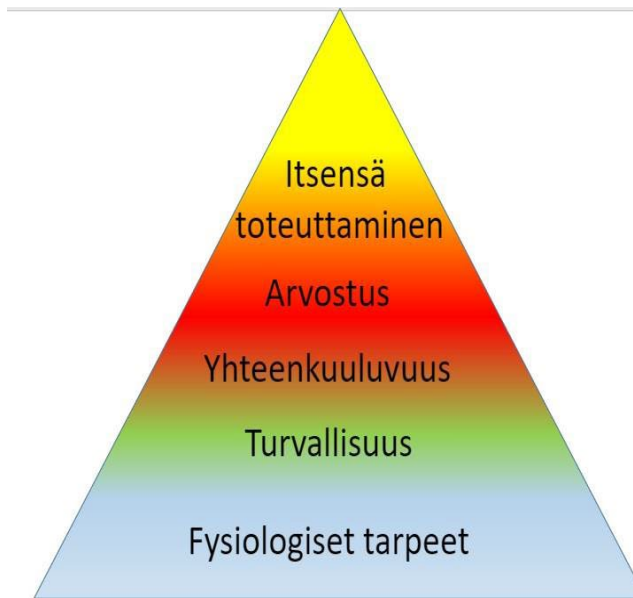 Itsensä
toteuttaminen
Arvostus
Yhteenkuuluvuus
Turvallisuus
Fysiologiset tarpeet